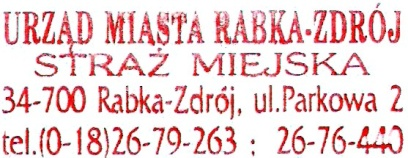 URZĄD MIASTA RABKA-ZDRÓJ
STRAŻ MIEJSKA
34-700 Rabka-Zdrój, ul.Parkowa 2
tel.(0-18)26-79-263 ; 26-76-440